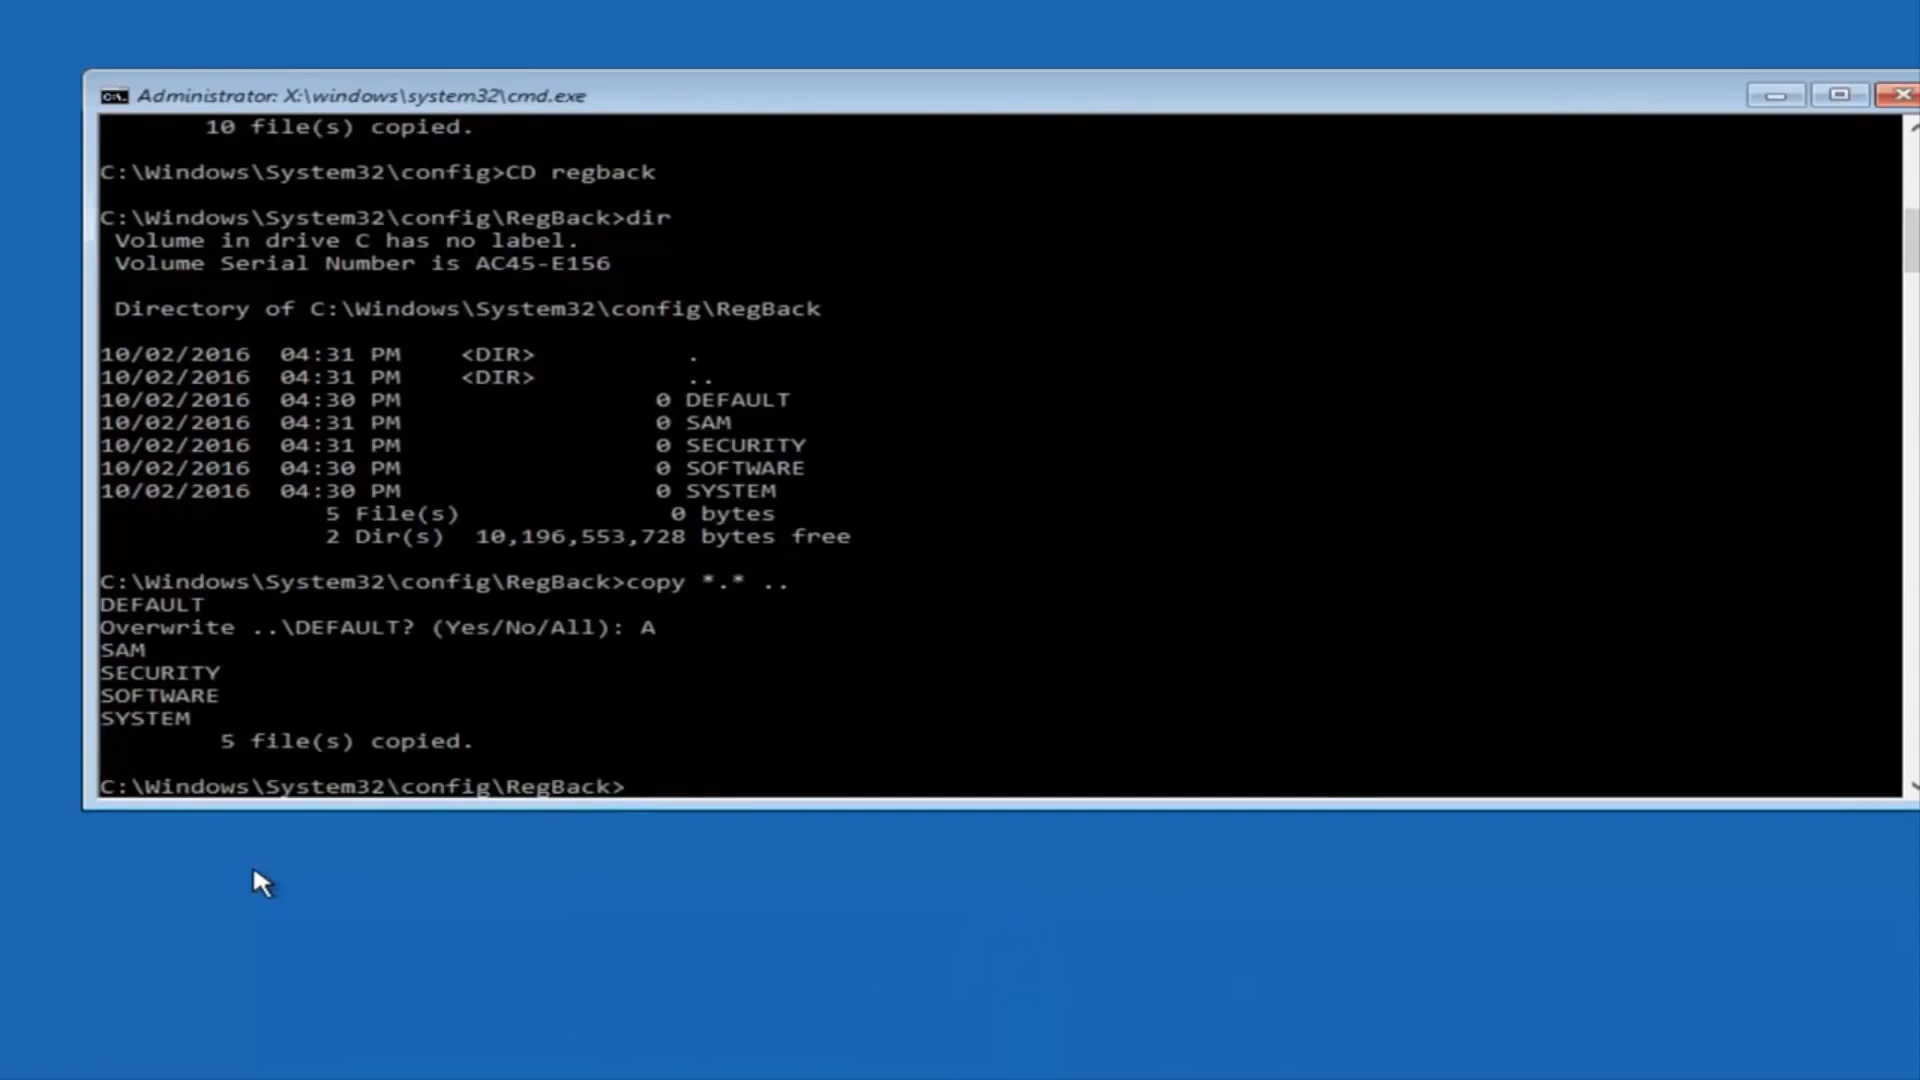 Administrator: X:\windows\system32\cmd.exe
10 file(s) copied.
C:\Windows\System32\config>CD regback
C:\Windows\System32\config\RegBack>dir
Volume in drive C has no label.
Volume Serial Number is AC45-E156
Directory of C:\Windows\System32\config\RegBack
10/02/2016 04:31 PM <DIR> .
10/02/2016 04:31 PM <DIR> ..
10/02/2016 04:30 PM 0 DEFAULT
10/02/2016 04:31 PM 0 SAM
10/02/2016 04:31 PM 0 SECURITY
10/02/2016 04:30 PM 0 SOFTWARE
10/02/2016 04:30 PM 0 SYSTEM
5 File(s) 0 bytes
2 Dir(s) 10,196,553,728 bytes free
C:\Windows\System32\config\RegBack>copy *.* ..
DEFAULT
Overwrite ..\DEFAULT? (Yes/No/All): A
SAM
SECURITY
SOFTWARE
SYSTEM
5 file(s) copied.
C:\Windows\System32\config\RegBack>